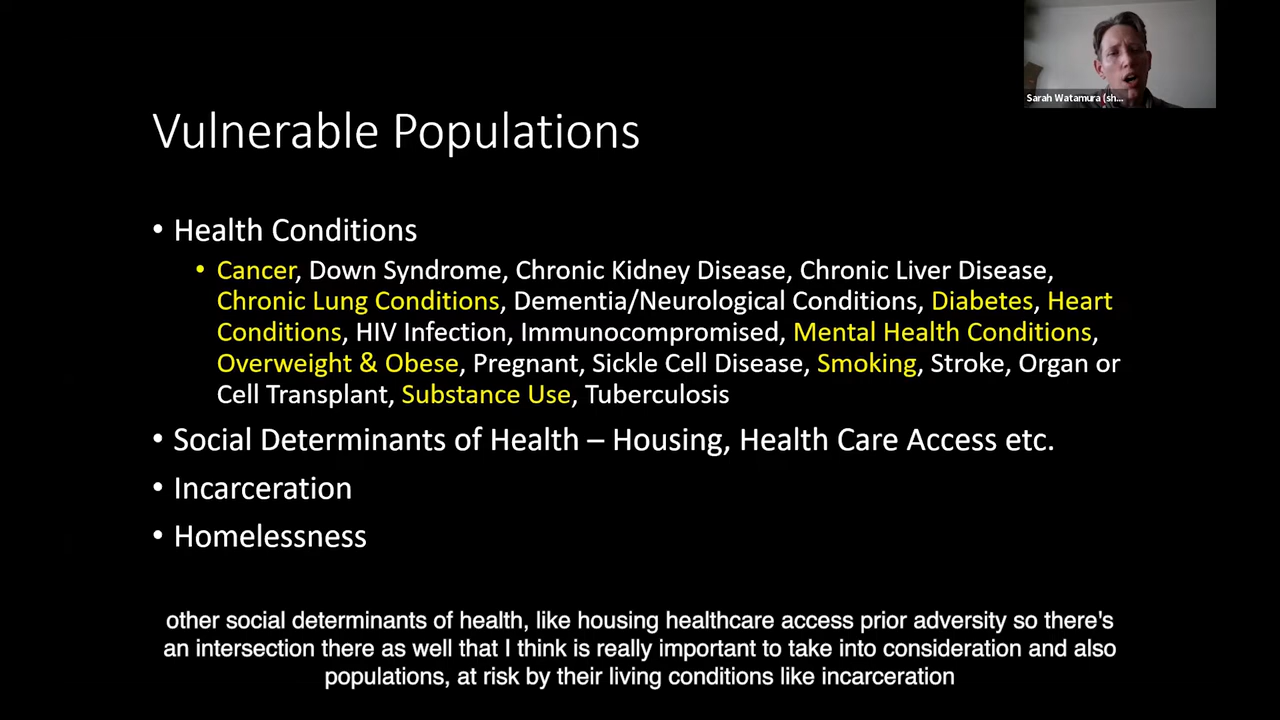 Sarah Watamura (sh...
Vulnerable Populations
• Health Conditions
• Cancer, Down Syndrome, Chronic Kidney Disease, Chronic Liver Disease,
Chronic Lung Conditions, Dementia/Neurological Conditions, Diabetes, Heart
Conditions, HIV Infection, Immunocompromised, Mental Health Conditions,
Overweight & Obese, Pregnant, Sickle Cell Disease, Smoking, Stroke, Organ or
Cell Transplant, Substance Use, Tuberculosis
• Social Determinants of Health – Housing, Health Care Access etc.
• Incarceration
• Homelessness
other social determinants of health, like housing healthcare access prior adversity so there's
an intersection there as well that I think is really important to take into consideration and also
populations, at risk by their living conditions like incarceration